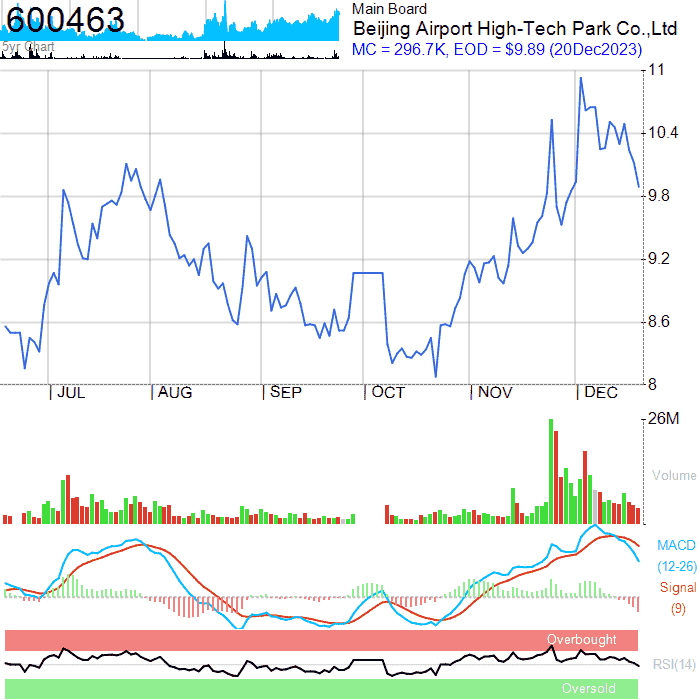 600463
5yr Chart
Main Board
Beijing Airport High-Tech Park Co.,Ltd
MC = 296.7K, EOD = $9.89 (20Dec2023)
11
10.4
9.8
9.2
8.6
8
JUL AUG SEP OCT NOV DEC
26M
Volume
MACD
(12-26)
Signal
(9)
Overbought
RSI(14)
Oversold